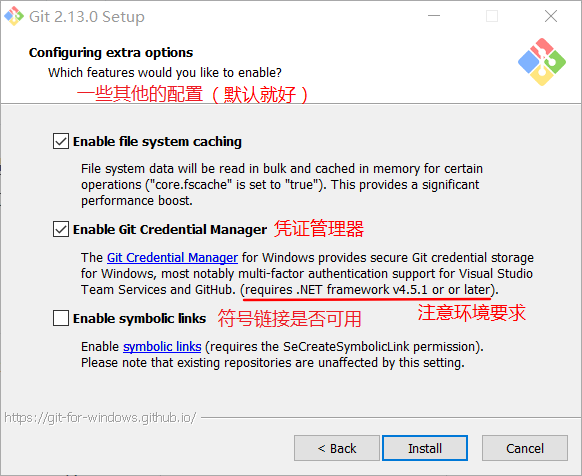 Git 2.13.0 Setup
Configuring extra options
Which features would you like to enable?
一些其他的配置（默认就好）
Enable file system caching
File system data will be read in bulk and cached in memory for certain
operations ("core.fscache" is set to "true"). This provides a significant
performance boost.
Enable Git Credential Manager 凭证管理器
The Git Credential Manager for Windows provides secure Git credential storage
for Windows, most notably multi-factor authentication support for Visual Studio
Team Services and GitHub. (requires .NET framework v4.5.1 or or later).
Enable symbolic links 符号链接是否可用 注意环境要求
Enable symbolic links (requires the SeCreateSymbolicLink permission).
Please note that existing repositories are unaffected by this setting.
https://git-for-windows.github.io/
< Back Install Cancel